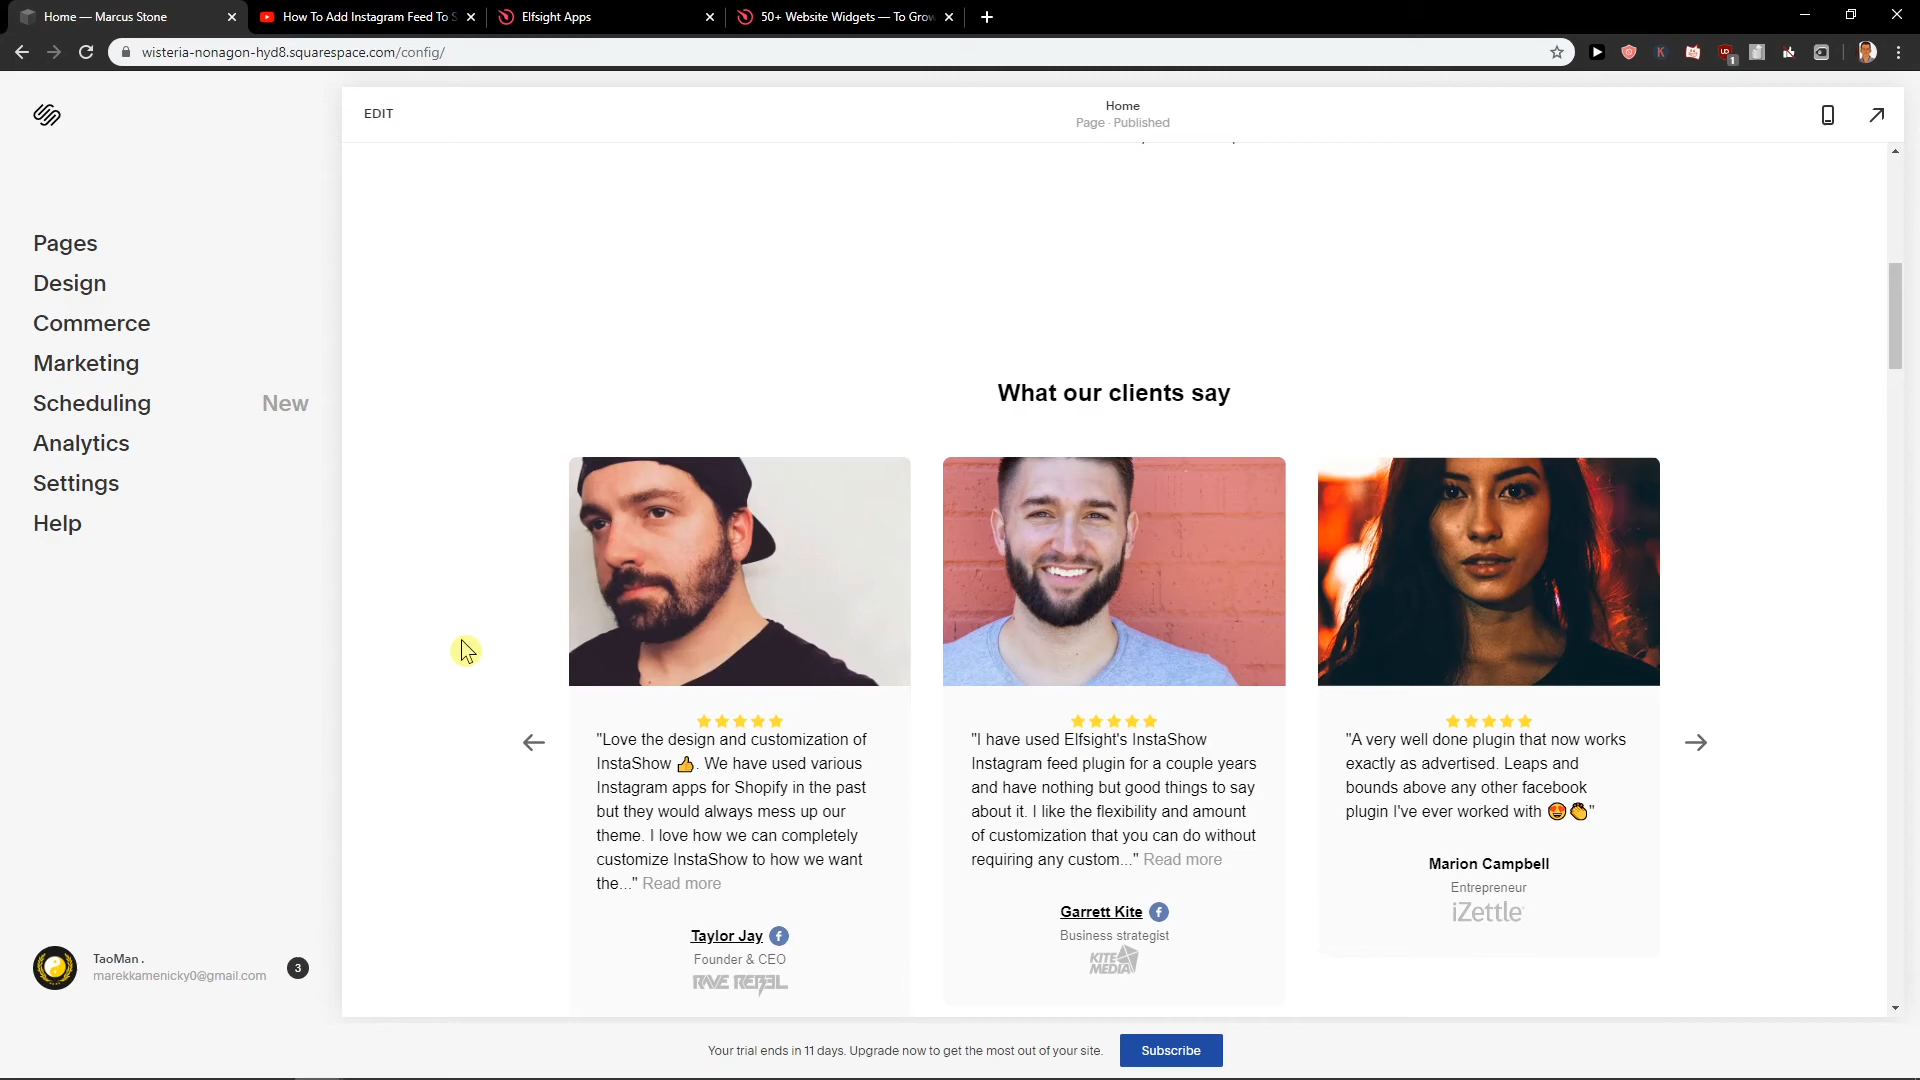 Home — Marcus Stone
How To Add Instagram Feed To S
Elfsight Apps
50+ Website Widgets — To Grow
wisteria-nonagon-hyd8.squarespace.com/config/
EDIT
Home
Page · Published
Pages
Design
Commerce
Marketing
Scheduling New
Analytics
Settings
Help
What our clients say
"Love the design and customization of
InstaShow 👍. We have used various
Instagram apps for Shopify in the past
but they would always mess up our
theme. I love how we can completely
customize InstaShow to how we want
the..." Read more
Taylor Jay
Founder & CEO
RAVE REBEL
"I have used Elfsight's InstaShow
Instagram feed plugin for a couple years
and have nothing but good things to say
about it. I like the flexibility and amount
of customization that you can do without
requiring any custom..." Read more
Garrett Kite
Business strategist
KITE
MEDIA
"A very well done plugin that now works
exactly as advertised. Leaps and
bounds above any other facebook
plugin I've ever worked with 😍👏"
Marion Campbell
Entrepreneur
iZettle
TaoMan .
marekkamenicky0@gmail.com
3
Your trial ends in 11 days. Upgrade now to get the most out of your site.
Subscribe